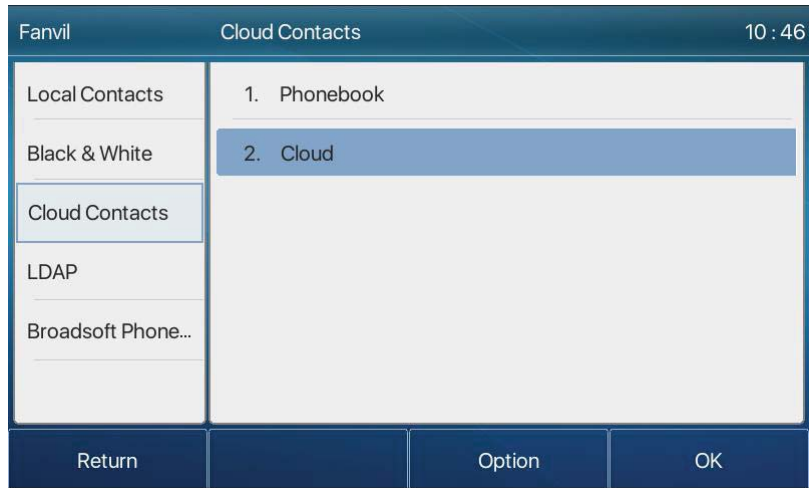 Fanvil Cloud Contacts 10 : 46
Local Contacts
Black & White
Cloud Contacts
LDAP
Broadsoft Phone...
1. Phonebook
2. Cloud
Return Option OK